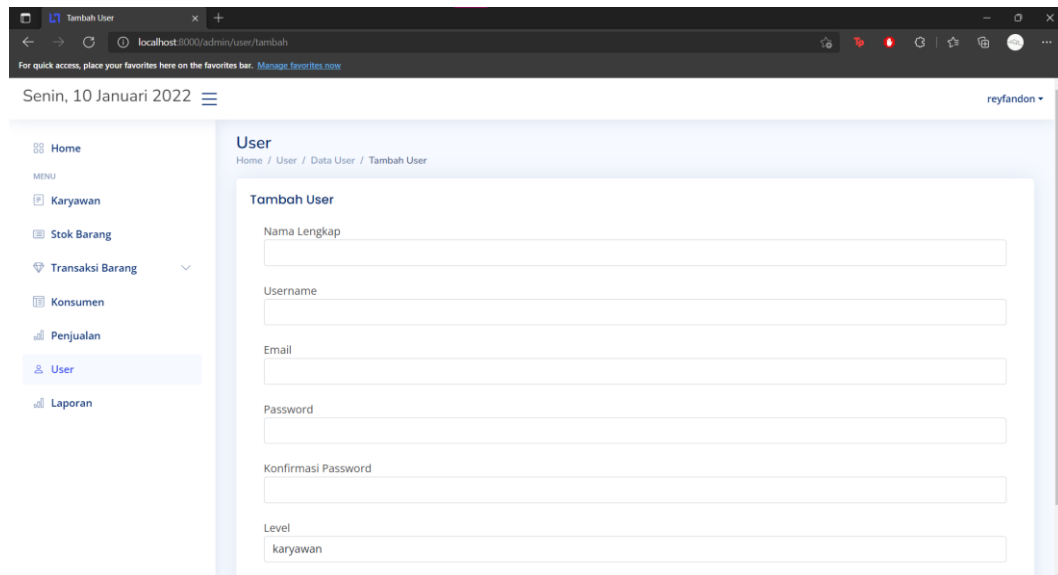 Tambah User
localhost:8000/admin/user/tambah
For quick access, place your favorites here on the favorites bar. Manage favorites now
Senin, 10 Januari 2022
reyfandon
Home
MENU
Karyawan
Stok Barang
Transaksi Barang
Konsumen
Penjualan
User
Laporan
User
Home / User / Data User / Tambah User
Tambah User
Nama Lengkap
Username
Email
Password
Konfirmasi Password
Level
karyawan